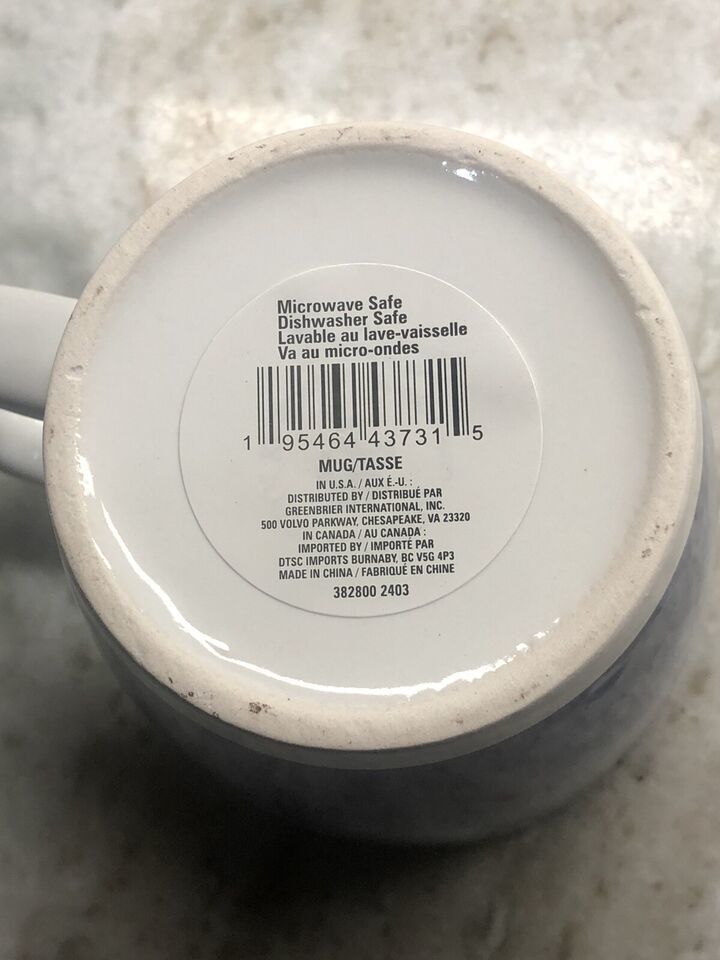 Microwave Safe
Dishwasher Safe
Lavable au lave-vaisselle
Va au micro-ondes
1 95464 43731 5
MUG/TASSE
IN U.S.A. / AUX É.-U. :
DISTRIBUTED BY / DISTRIBUÉ PAR
GREENBRIER INTERNATIONAL, INC.
500 VOLVO PARKWAY, CHESAPEAKE, VA 23320
IN CANADA / AU CANADA :
IMPORTED BY / IMPORTÉ PAR
DTSC IMPORTS BURNABY, BC V5G 4P3
MADE IN CHINA / FABRIQUÉ EN CHINE
382800 2403